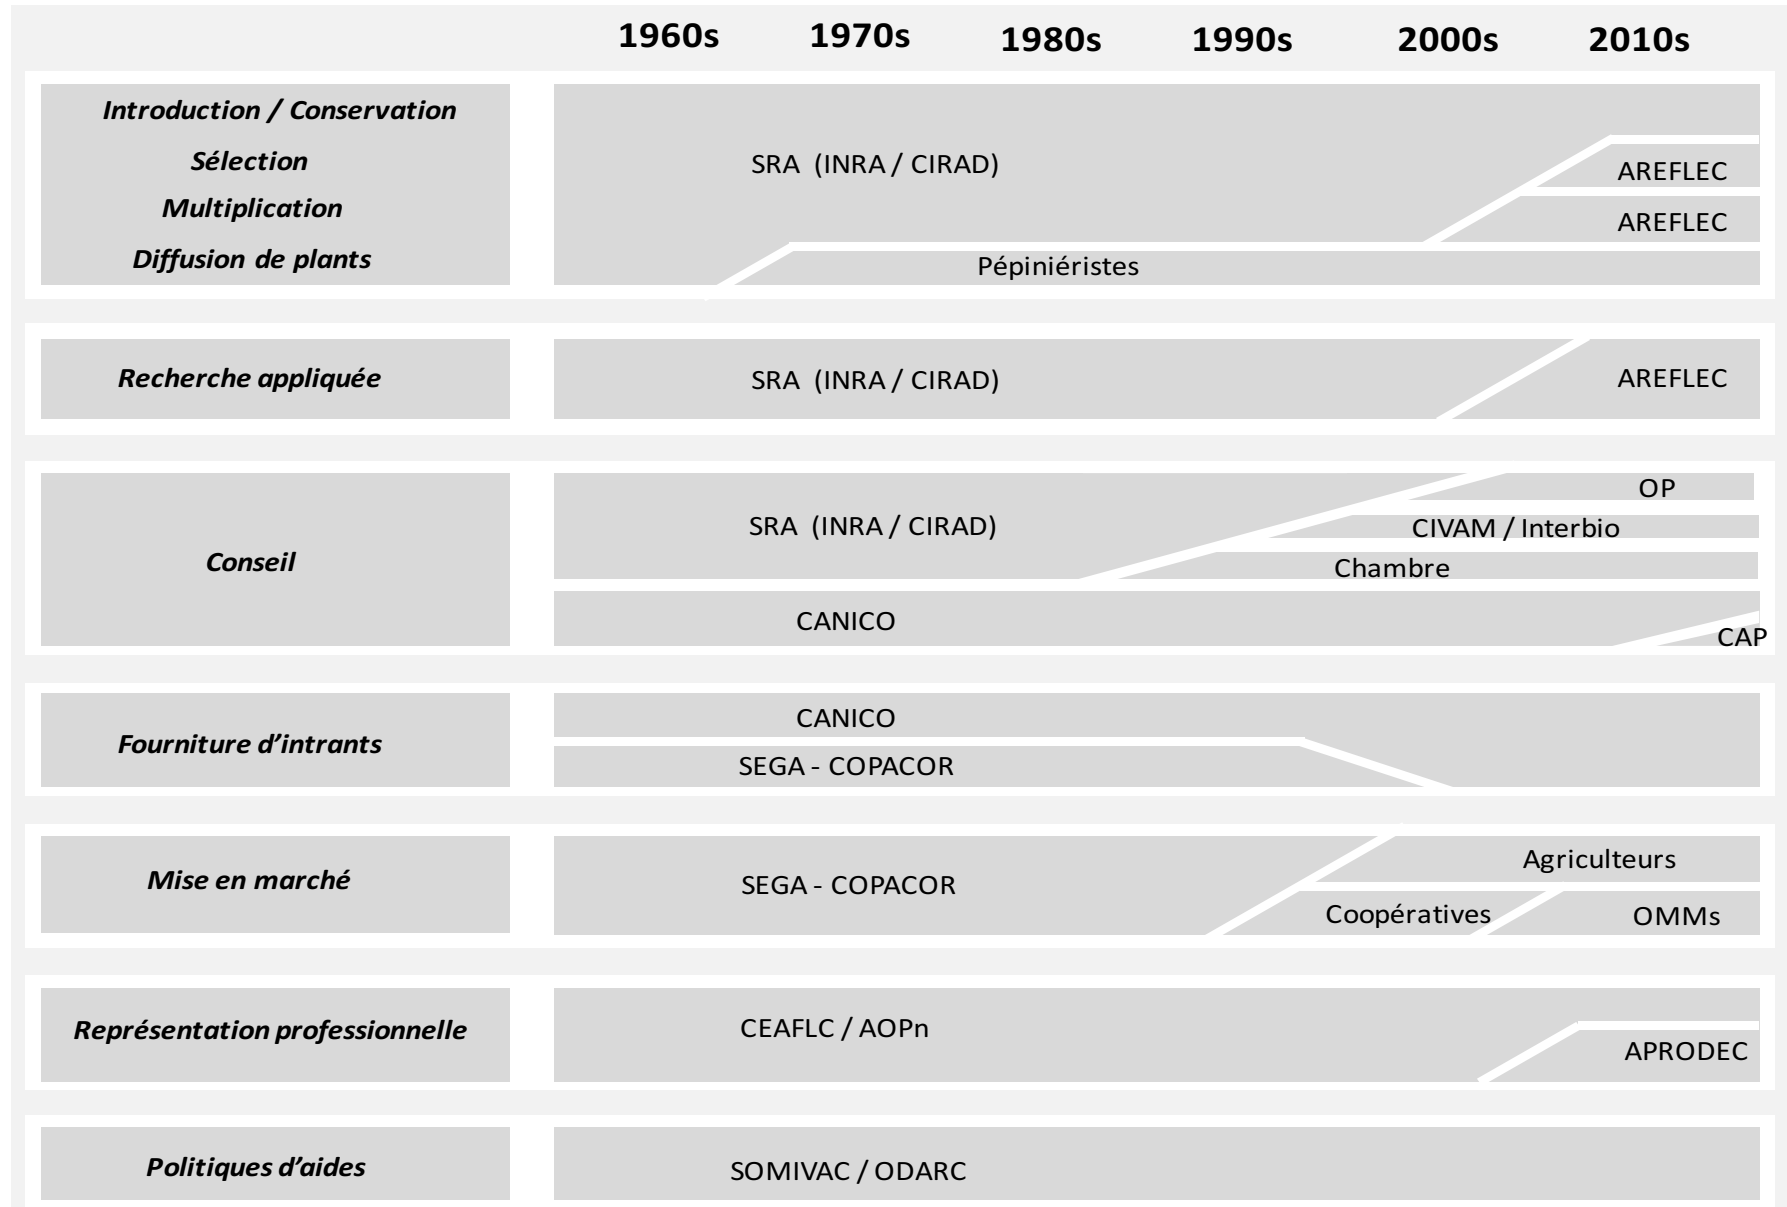 1960s 1970s 1980s 1990s 2000s 2010s
Introduction / Conservation
Sélection
Multiplication
Diffusion de plants
SRA (INRA / CIRAD)
AREFLEC
AREFLEC
Pépiniéristes
Recherche appliquée
SRA (INRA / CIRAD)
AREFLEC
Conseil
SRA (INRA / CIRAD)
OP
CIVAM / Interbio
Chambre
CANICO
CAP
Fourniture d’intrants
CANICO
SEGA - COPACOR
Mise en marché
SEGA - COPACOR
Agriculteurs
Coopératives
OMMs
Représentation professionnelle
CEAFLC / AOPn
APRODEC
Politiques d’aides
SOMIVAC / ODARC